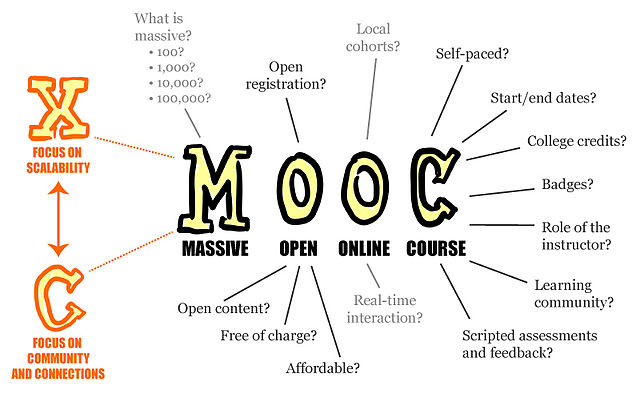 What is
massive?
• 100?
• 1,000?
• 10,000?
• 100,000?
Open
registration?
Local
cohorts?
Self-paced?
Start/end dates?
College credits?
Badges?
Role of the
instructor?
Learning
community?
Scripted assessments
and feedback?
X
FOCUS ON
SCALABILITY
C
FOCUS ON
COMMUNITY
AND CONNECTIONS
MOOC
MASSIVE OPEN ONLINE COURSE
Open content?
Free of charge?
Affordable?
Real-time
interaction?